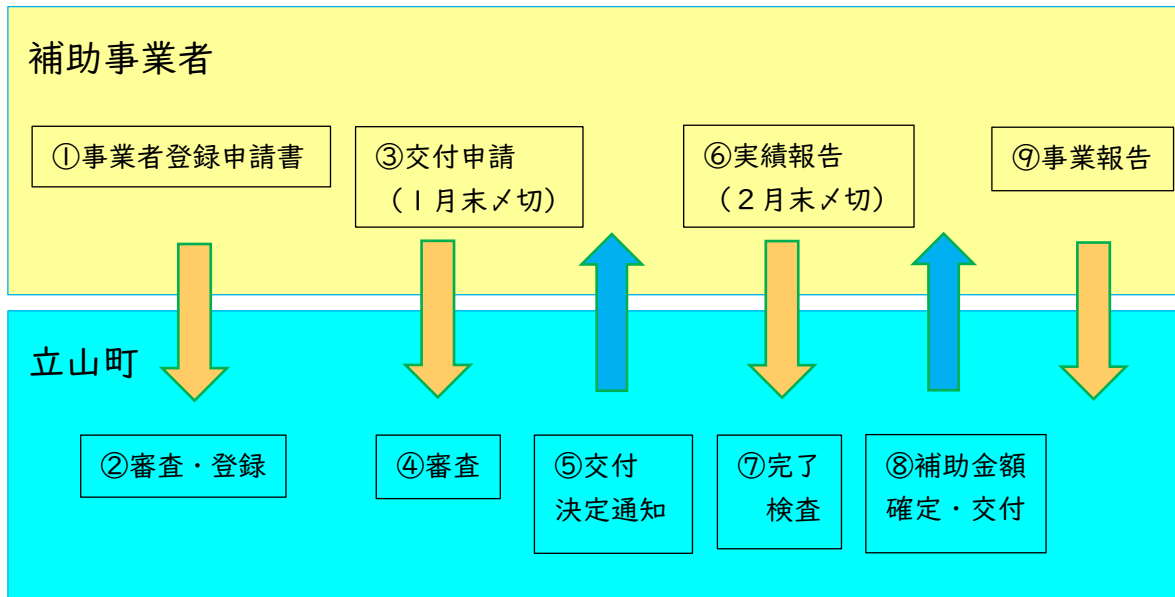 補助事業者
①事業者登録申請書
③交付申請
（１月末〆切）
⑥実績報告
（２月末〆切）
⑨事業報告
立山町
②審査・登録
④審査
⑤交付
決定通知
⑦完了
検査
⑧補助金額
確定・交付